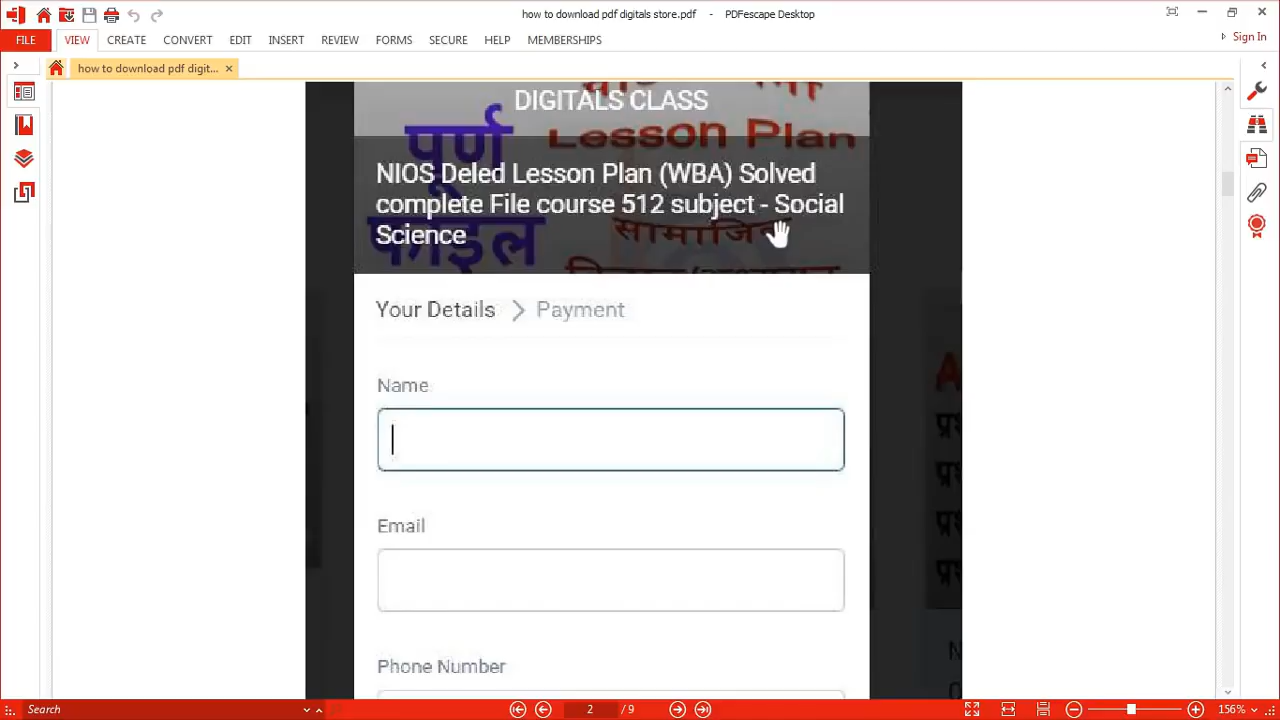 how to download pdf digitals store.pdf - PDFescape Desktop
FILE VIEW CREATE CONVERT EDIT INSERT REVIEW FORMS SECURE HELP MEMBERSHIPS Sign In
how to download pdf digit...
DIGITALS CLASS
पूर्ण
Lesson Plan
NIOS Deled Lesson Plan (WBA) Solved
complete File course 512 subject - Social
Science
फाइल
सामाजिक
Your Details > Payment
Name
Email
Phone Number
Search 2 / 9 156%